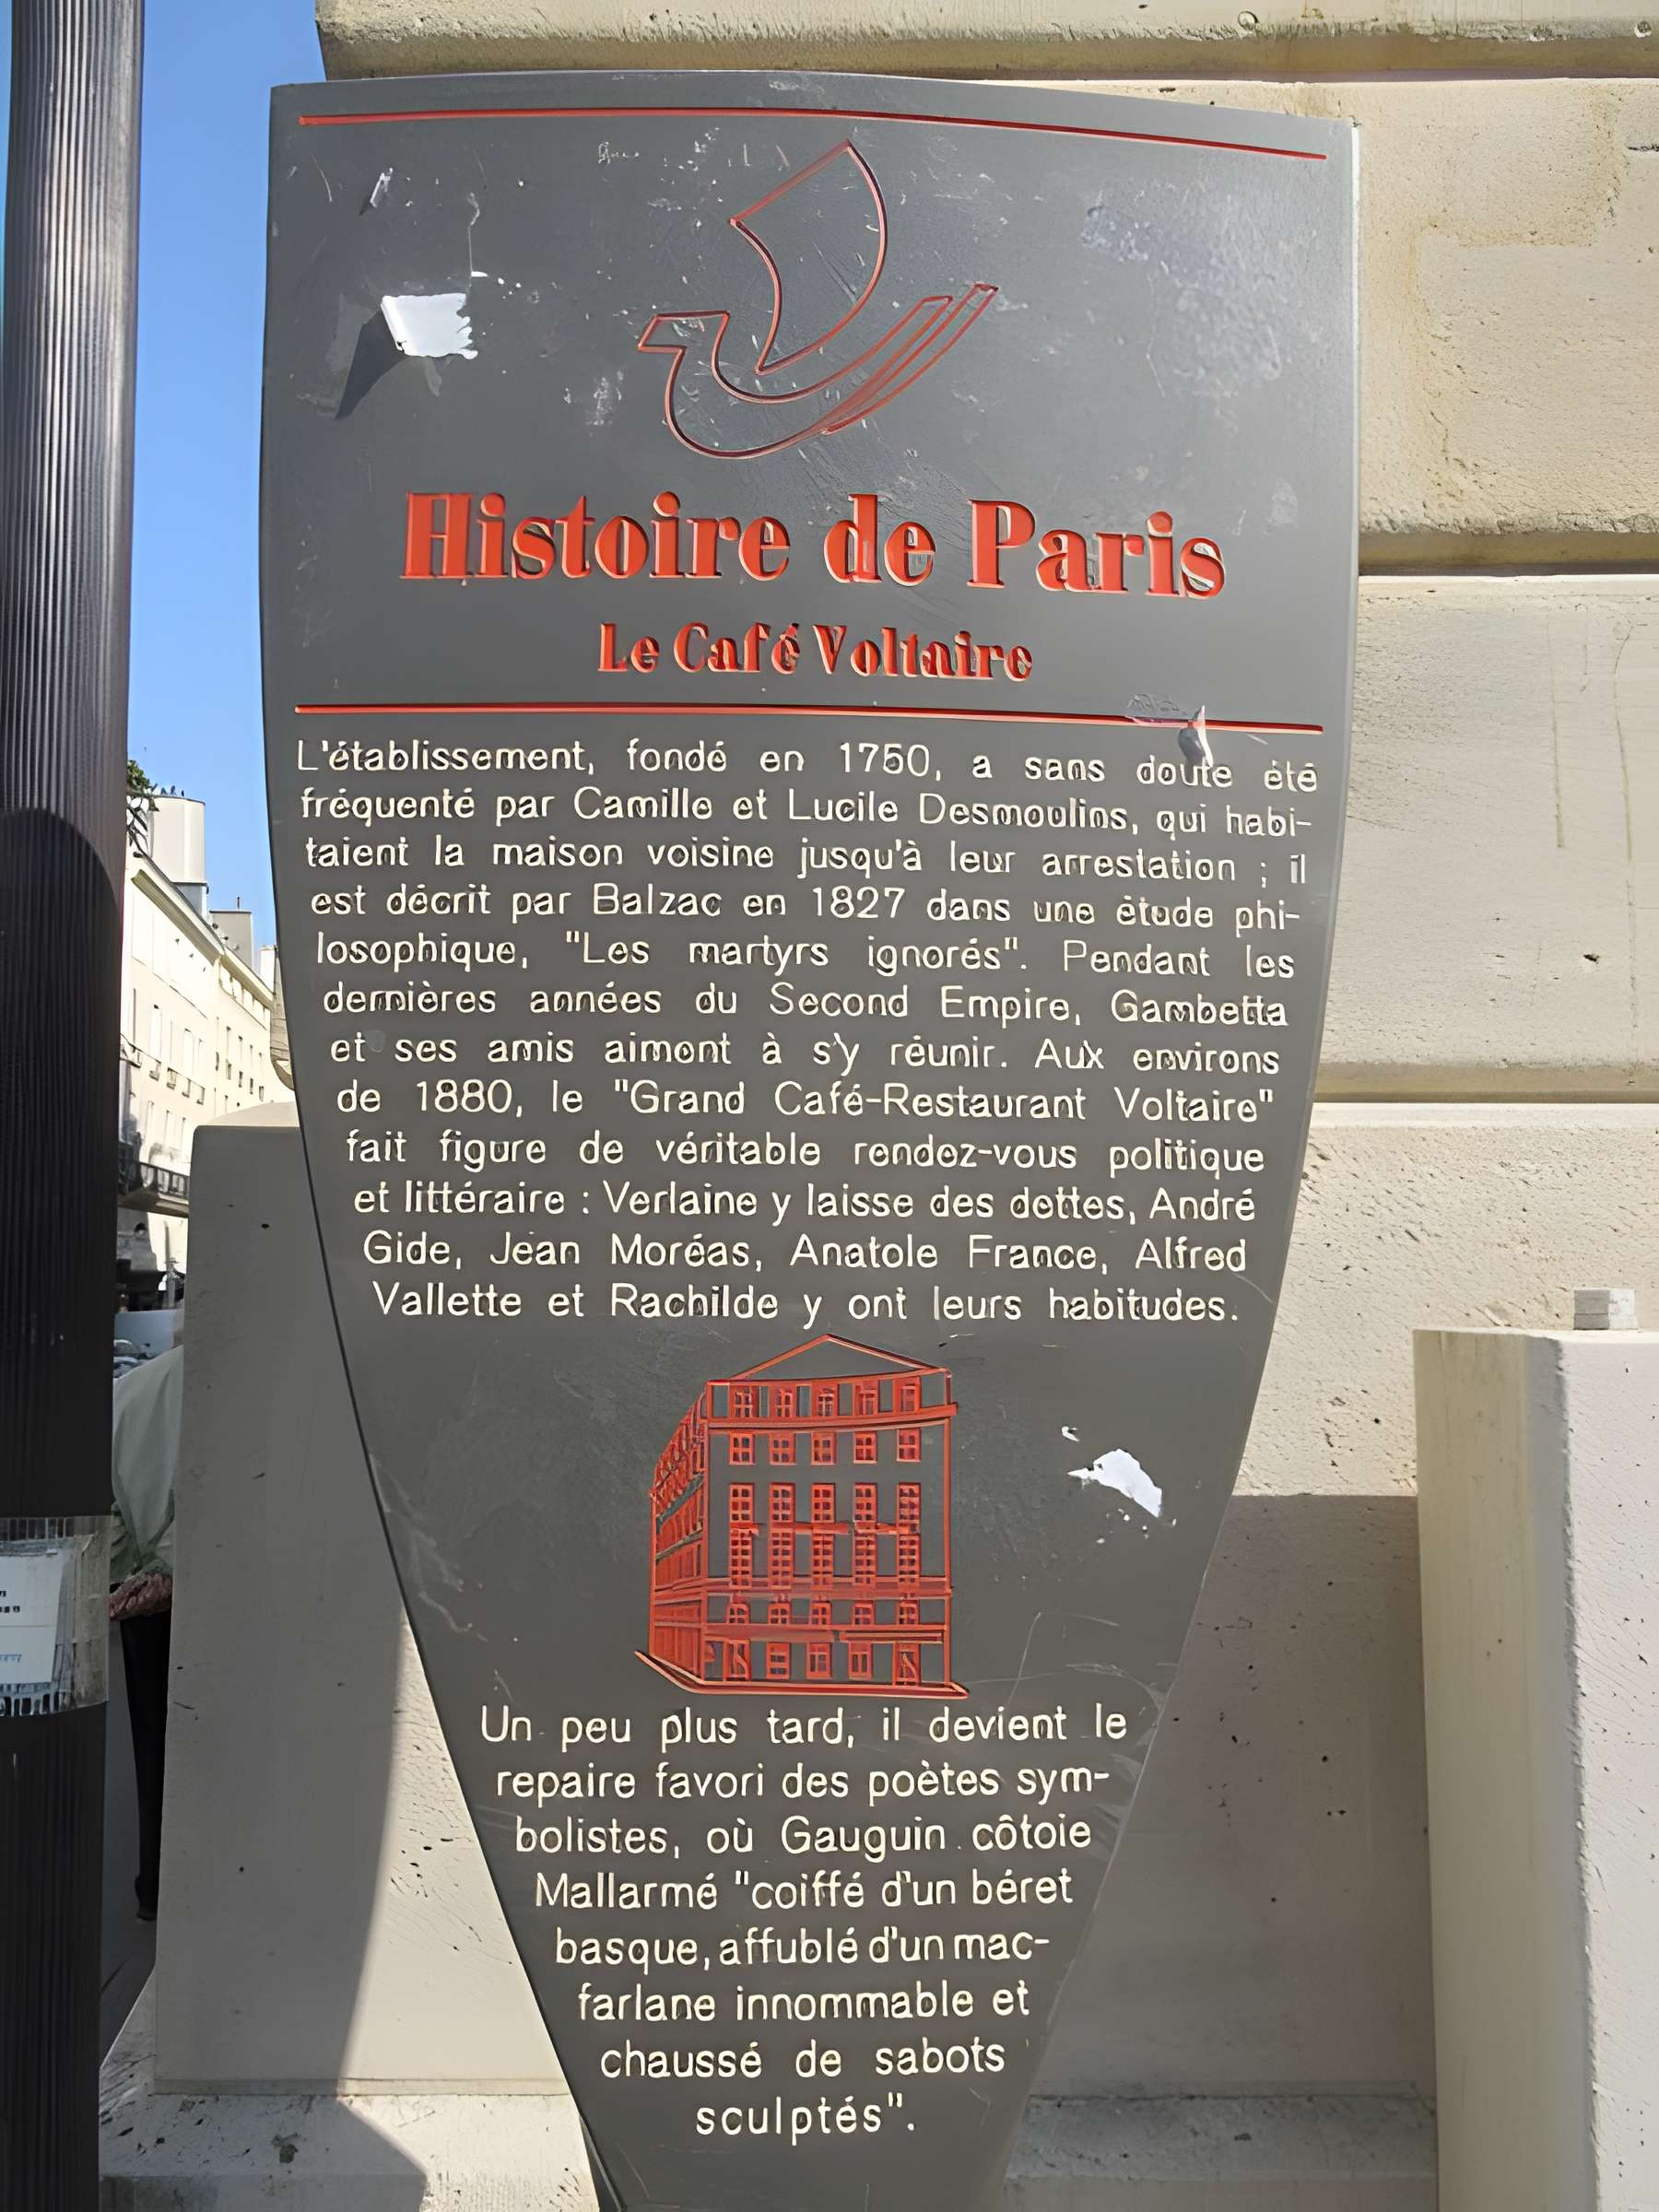 Histoire de Paris
Le Café Voltaire
L'établissement, fondé en 1750, a sans doute été
fréquenté par Camille et Lucile Desmoulins, qui habi-
taient la maison voisine jusqu'à leur arrestation ; il
est décrit par Balzac en 1827 dans une étude phi-
losophique, "Les martyrs ignorés". Pendant les
dernières années du Second Empire, Gambetta
et ses amis aiment à s'y réunir. Aux environs
de 1880, le "Grand Café-Restaurant Voltaire"
fait figure de véritable rendez-vous politique
et littéraire : Verlaine y laisse des dettes, André
Gide, Jean Moréas, Anatole France, Alfred
Vallette et Rachilde y ont leurs habitudes.
Un peu plus tard, il devient le
repaire favori des poètes sym-
bolistes, où Gauguin côtoie
Mallarmé "coiffé d'un béret
basque, affublé d'un mac-
farlane innommable et
chaussé de sabots
sculptés".